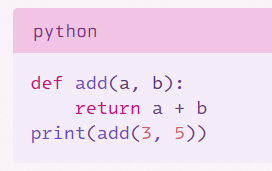 python
def add(a, b):
    return a + b
print(add(3, 5))